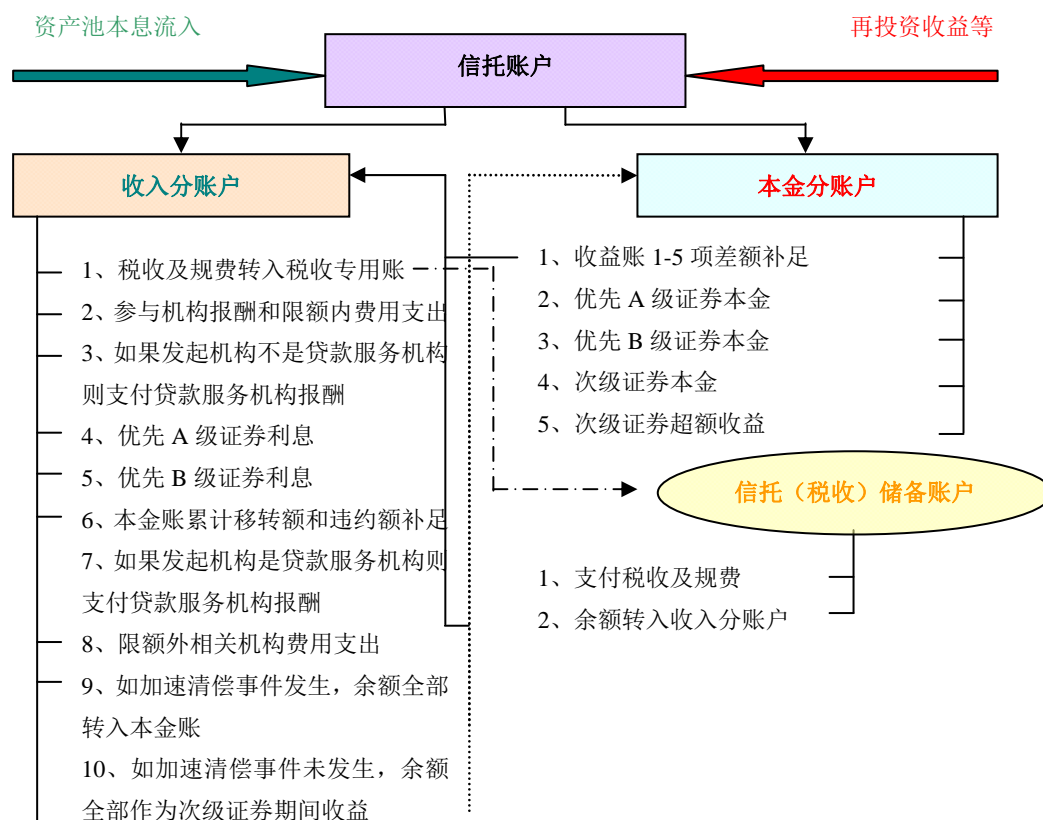 资产池本息流入
再投资收益等
信托账户
收入分账户
本金分账户
1、税收及规费转入税收专用账
2、参与机构报酬和限额内费用支出
3、如果发起机构不是贷款服务机构
则支付贷款服务机构报酬
4、优先 A 级证券利息
5、优先 B 级证券利息
6、本金账累计移转额和违约额补足
7、如果发起机构是贷款服务机构则
支付贷款服务机构报酬
8、限额外相关机构费用支出
9、如加速清偿事件发生，余额全部
转入本金账
10、如加速清偿事件未发生，余额
全部作为次级证券期间收益
1、收益账 1-5 项差额补足
2、优先 A 级证券本金
3、优先 B 级证券本金
4、次级证券本金
5、次级证券超额收益
信托（税收）储备账户
1、支付税收及规费
2、余额转入收入分账户